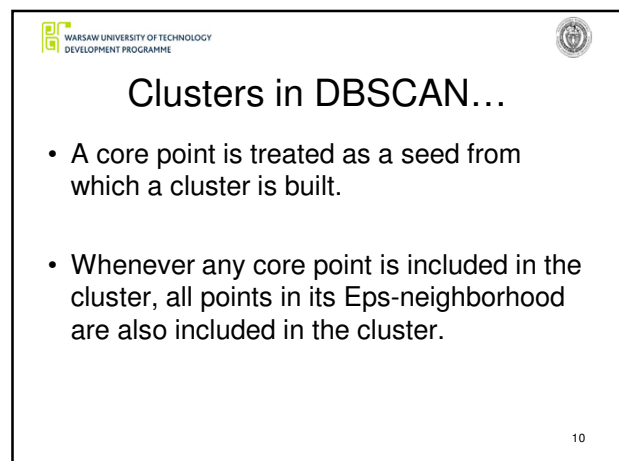 WARSAW UNIVERSITY OF TECHNOLOGY
DEVELOPMENT PROGRAMME
Clusters in DBSCAN…
• A core point is treated as a seed from
which a cluster is built.
• Whenever any core point is included in the
cluster, all points in its Eps-neighborhood
are also included in the cluster.
10